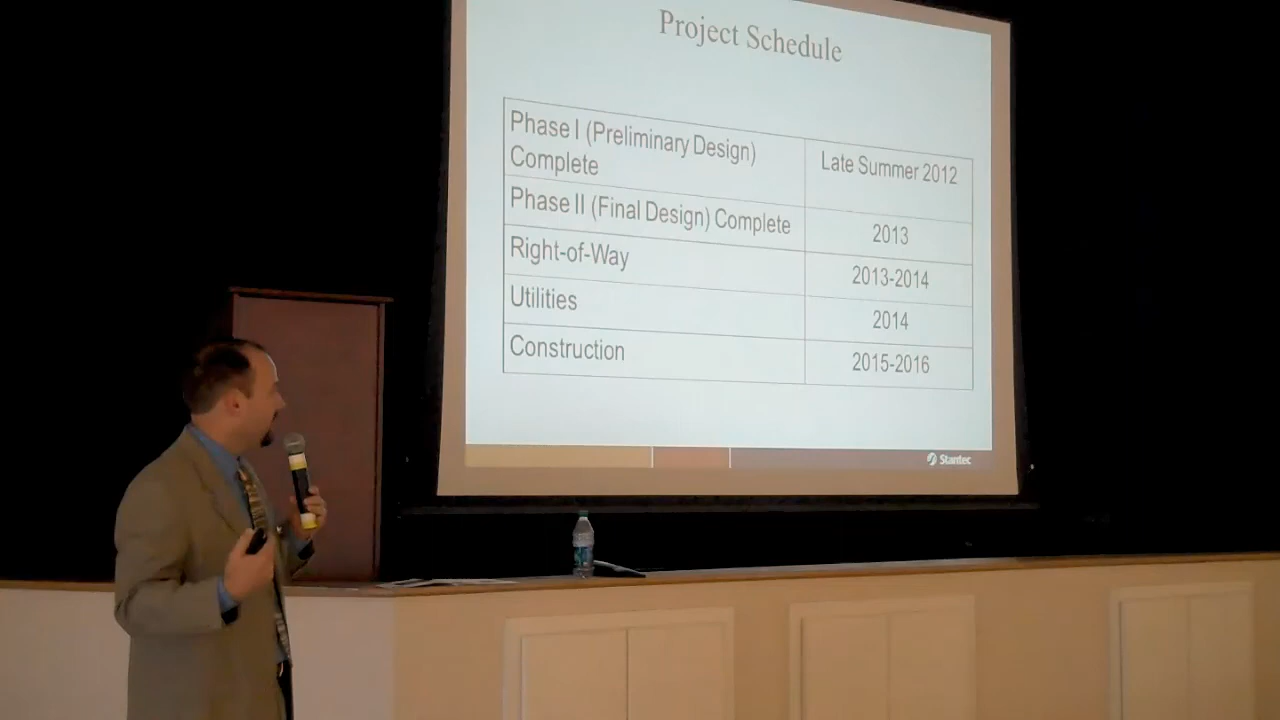 Project Schedule
Phase I (Preliminary Design)
Complete
Late Summer 2012
Phase II (Final Design) Complete
2013
Right-of-Way
2013-2014
Utilities
2014
Construction
2015-2016
Stantec